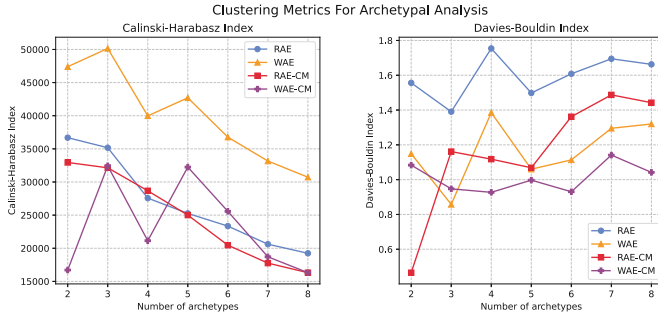 Clustering Metrics For Archetypal Analysis
Calinski-Harabasz Index
Calinski-Harabasz Index
50000
45000
40000
35000
30000
25000
20000
15000
2 3 4 5 6 7 8
Number of archetypes
RAE
WAE
RAE-CM
WAE-CM
Davies-Bouldin Index
Davies-Bouldin Index
1.8
1.6
1.4
1.2
1.0
0.8
0.6
2 3 4 5 6 7 8
Number of archetypes
RAE
WAE
RAE-CM
WAE-CM